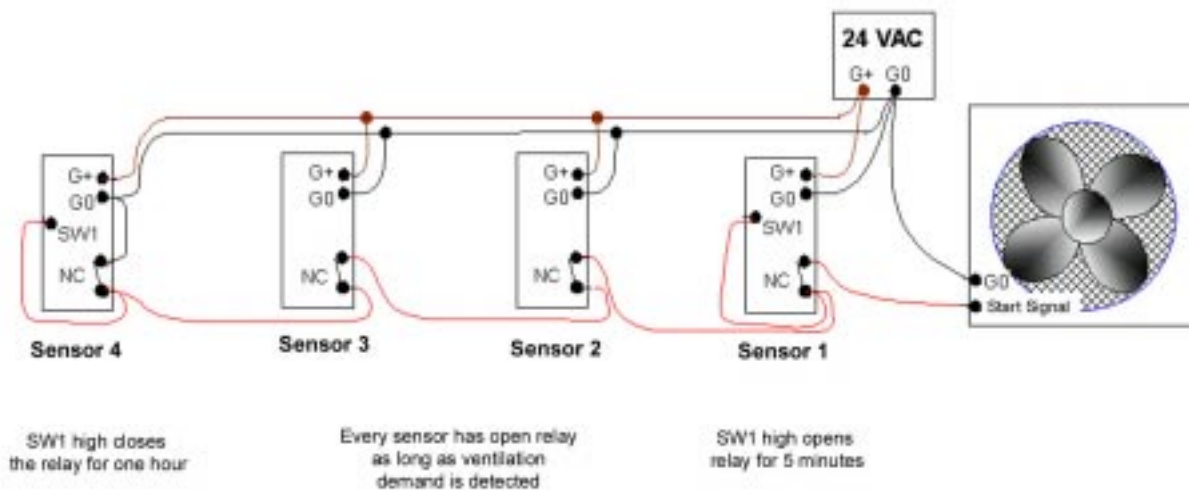 24 VAC
G+ G0
G+
G0
SW1
NC
Sensor 4
G+
G0
NC
Sensor 3
G+
G0
NC
Sensor 2
G+
G0
SW1
NC
Sensor 1
G0
Start Signal
SW1 high closes
the relay for one hour
Every sensor has open relay
as long as ventilation
demand is detected
SW1 high opens
relay for 5 minutes